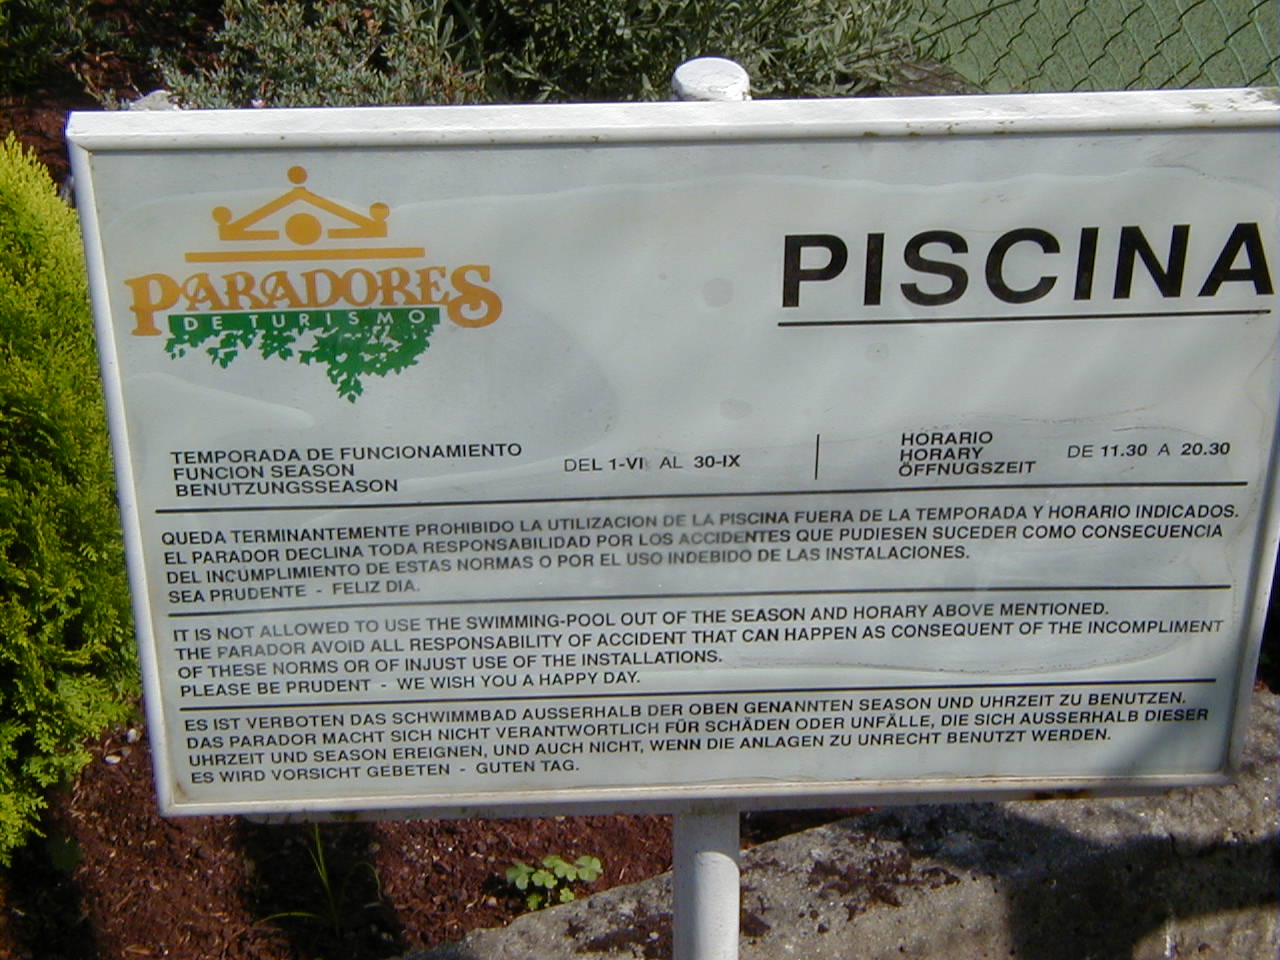 PARADORES
DE TURISMO
PISCINA
TEMPORADA DE FUNCIONAMIENTO
FUNCION SEASON
BENUTZUNGSSEASON
DEL 1-VI AL 30-IX
HORARIO
HORARY
ÖFFNUGSZEIT
DE 11.30 A 20.30
QUEDA TERMINANTEMENTE PROHIBIDO LA UTILIZACION DE LA PISCINA FUERA DE LA TEMPORADA Y HORARIO INDICADOS.
EL PARADOR DECLINA TODA RESPONSABILIDAD POR LOS ACCIDENTES QUE PUDIESEN SUCEDER COMO CONSECUENCIA
DEL INCUMPLIMIENTO DE ESTAS NORMAS O POR EL USO INDEBIDO DE LAS INSTALACIONES.
SEA PRUDENTE - FELIZ DIA.
IT IS NOT ALLOWED TO USE THE SWIMMING-POOL OUT OF THE SEASON AND HORARY ABOVE MENTIONED.
THE PARADOR AVOID ALL RESPONSABILITY OF ACCIDENT THAT CAN HAPPEN AS CONSEQUENT OF THE INCOMPLIMENT
OF THESE NORMS OR OF INJUST USE OF THE INSTALLATIONS.
PLEASE BE PRUDENT - WE WISH YOU A HAPPY DAY.
ES IST VERBOTEN DAS SCHWIMMBAD AUSSERHALB DER OBEN GENANNTEN SEASON UND UHRZEIT ZU BENUTZEN.
DAS PARADOR MACHT SICH NICHT VERANTWORTLICH FÜR SCHÄDEN ODER UNFÄLLE, DIE SICH AUSSERHALB DIESER
UHRZEIT UND SEASON EREIGNEN, UND AUCH NICHT, WENN DIE ANLAGEN ZU UNRECHT BENUTZT WERDEN.
ES WIRD VORSICHT GEBETEN - GUTEN TAG.